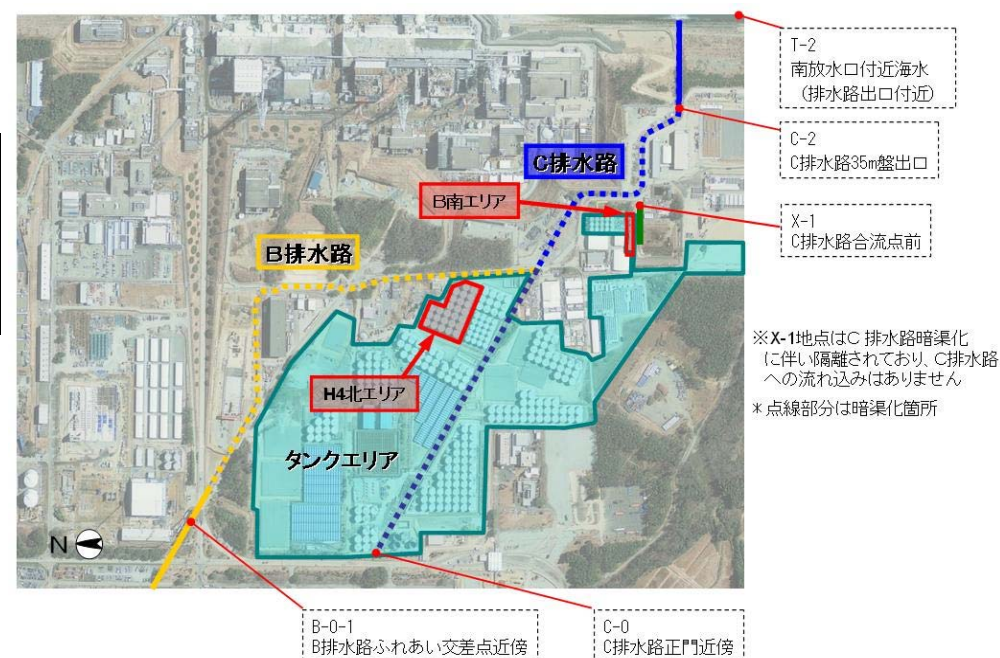 T-2
南放水口付近海水
(排水路出口付近)
C-2
C排水路35m盤出口
C排水路
B南エリア
X-1
C排水路合流点前
B排水路
※X-1地点はC 排水路暗渠化
に伴い隔離されており、C排水路
への流れ込みはありません
*点線部分は暗渠化箇所
H4北エリア
タンクエリア
N
B-0-1
B排水路ふれあい交差点近傍
C-0
C排水路正門近傍